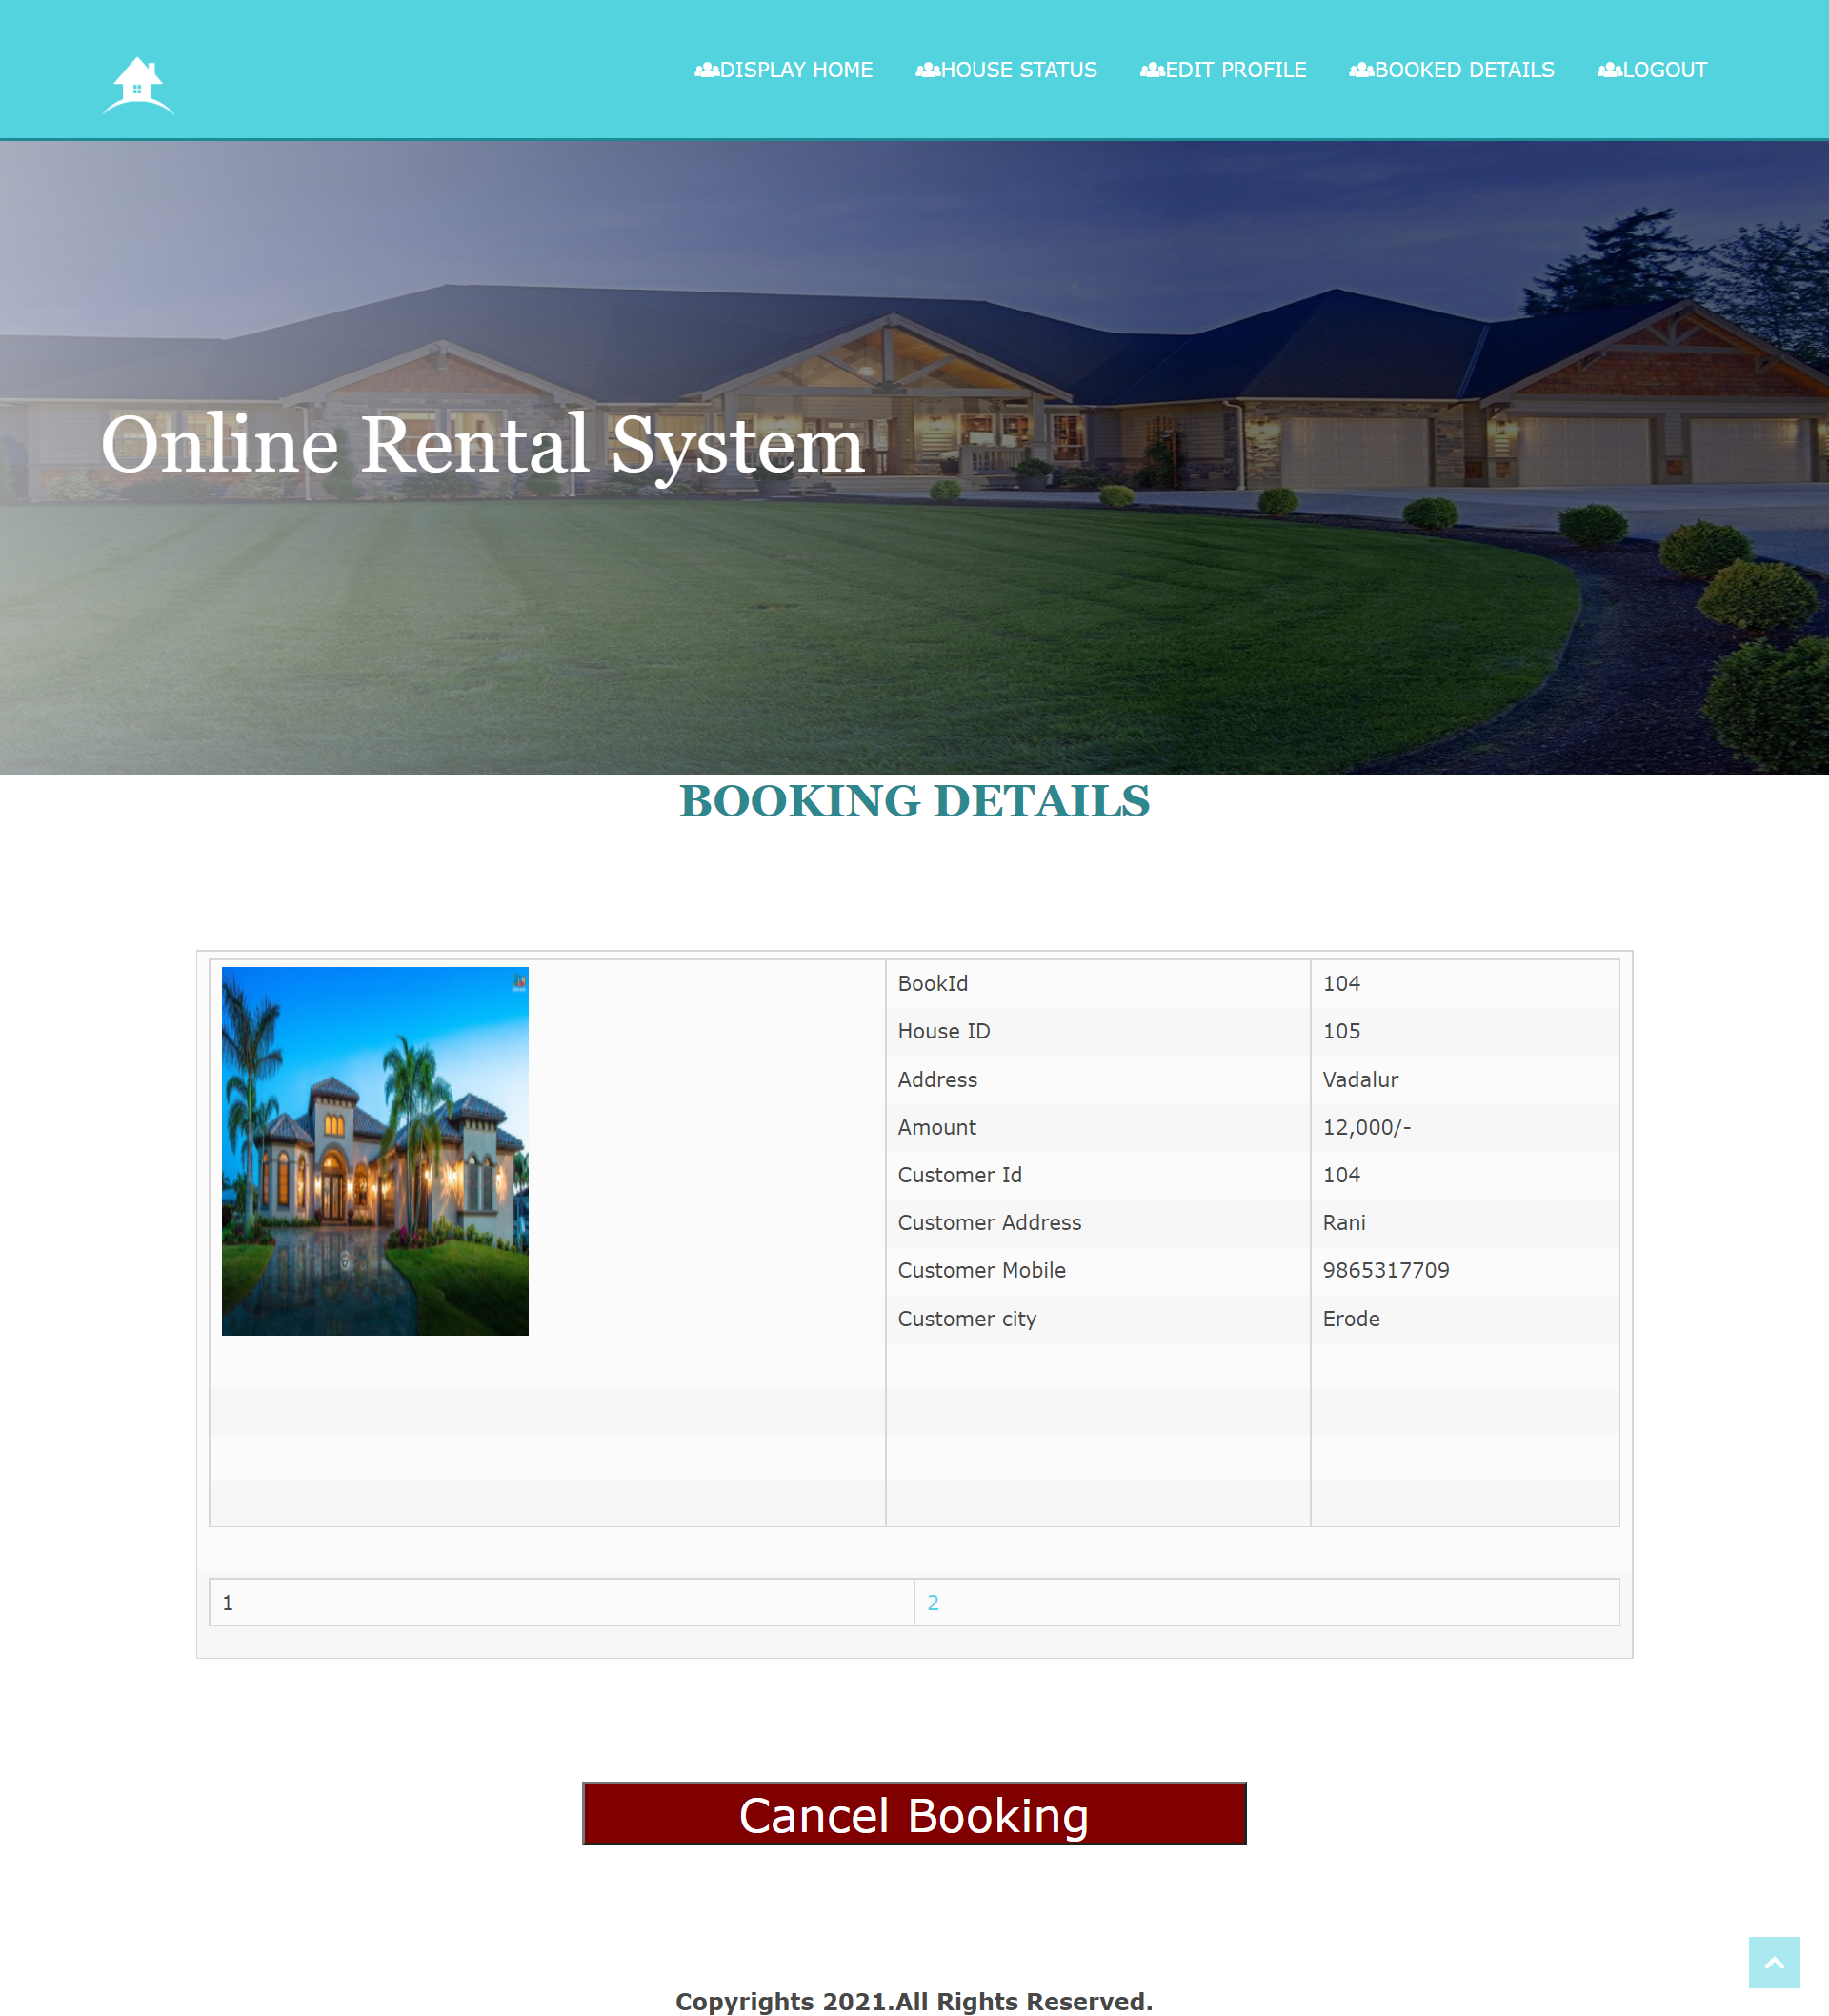 DISPLAY HOME HOUSE STATUS EDIT PROFILE BOOKED DETAILS LOGOUT
Online Rental System
BOOKING DETAILS
BookId 104
House ID 105
Address Vadalur
Amount 12,000/-
Customer Id 104
Customer Address Rani
Customer Mobile 9865317709
Customer city Erode
1 2
Cancel Booking
Copyrights 2021.All Rights Reserved.